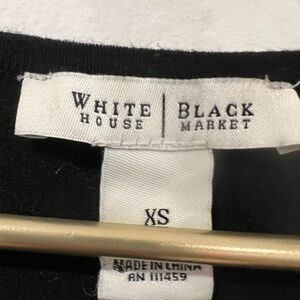 WHITE HOUSE | BLACK MARKET
XS
MADE IN CHINA
RN 111459